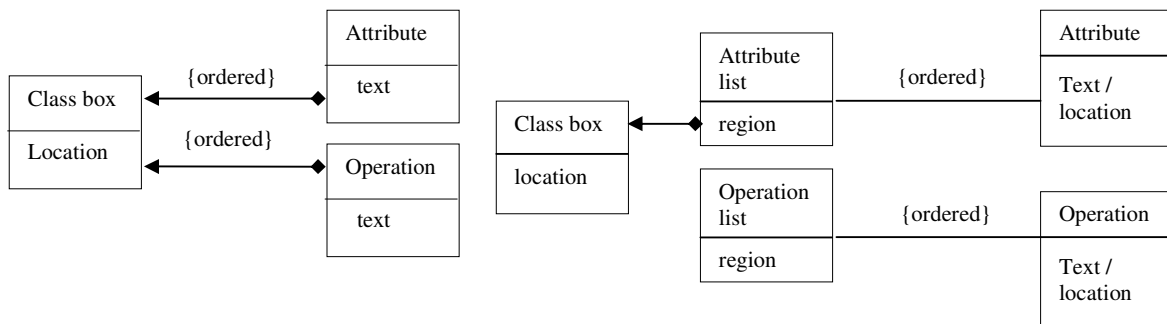 Class box
Location
{ordered}
{ordered}
Attribute
text
Operation
text
Class box
location
Attribute
list
region
Operation
list
region
{ordered}
{ordered}
Attribute
Text /
location
Operation
Text /
location